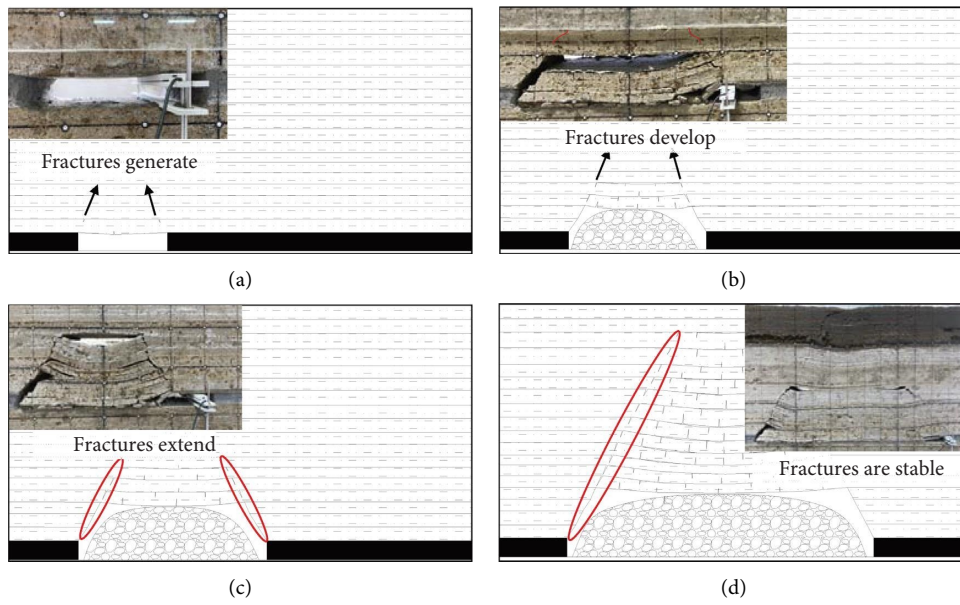 Fractures generate
(a)
Fractures develop
(b)
Fractures extend
(c)
Fractures are stable
(d)